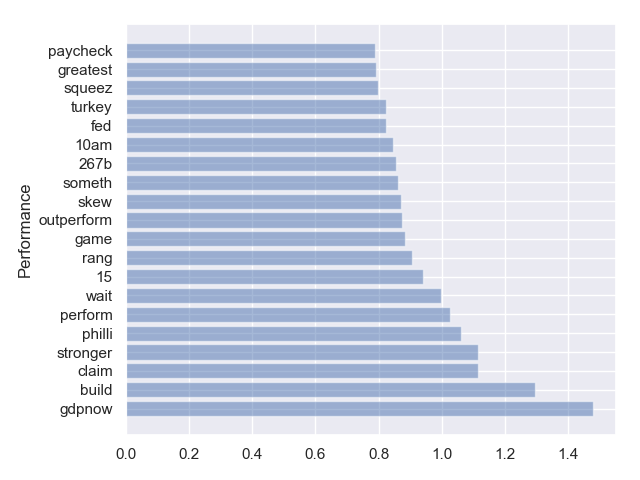 paycheck
greatest
squeez
turkey
fed
10am
267b
someth
skew
outperform
game
rang
15
wait
perform
philli
stronger
claim
build
gdpnow
Performance
0.0 0.2 0.4 0.6 0.8 1.0 1.2 1.4